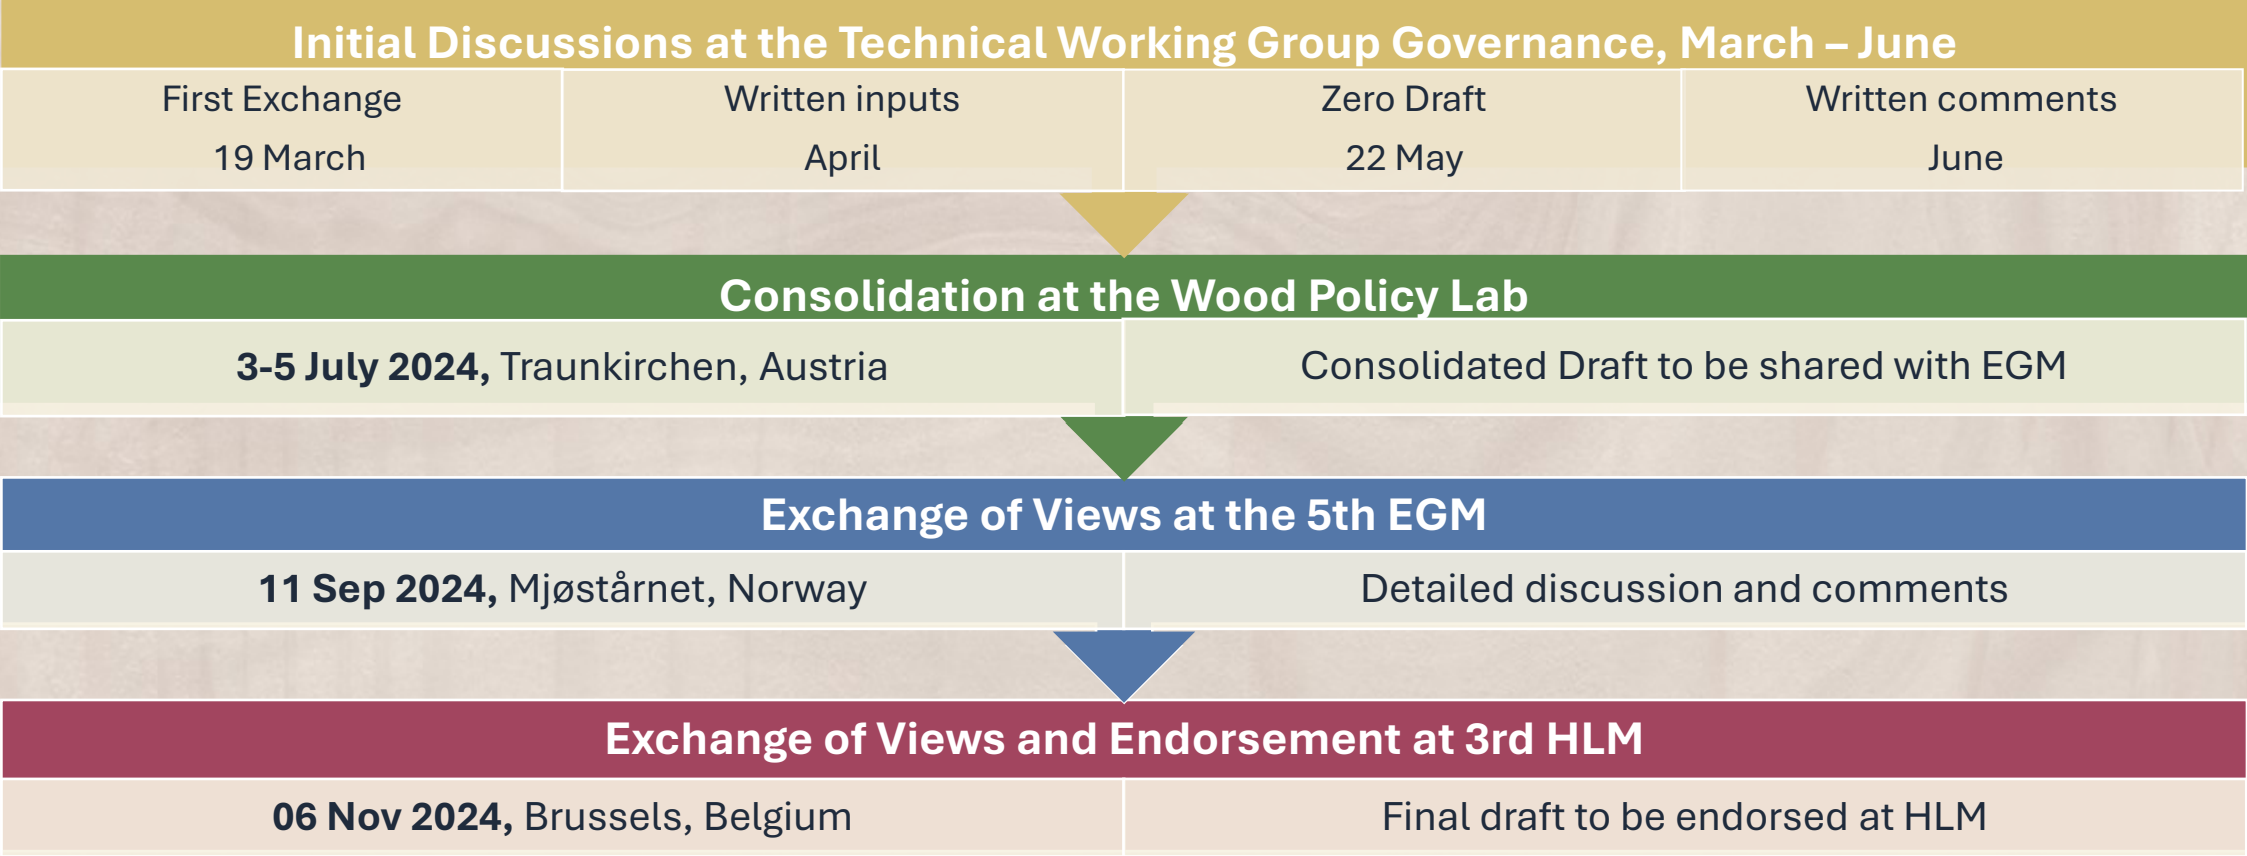 Initial Discussions at the Technical Working Group Governance, March – June
First Exchange
19 March
Written inputs
April
Zero Draft
22 May
Written comments
June
Consolidation at the Wood Policy Lab
3-5 July 2024, Traunkirchen, Austria
Consolidated Draft to be shared with EGM
Exchange of Views at the 5th EGM
11 Sep 2024, Mjøstårnet, Norway
Detailed discussion and comments
Exchange of Views and Endorsement at 3rd HLM
06 Nov 2024, Brussels, Belgium
Final draft to be endorsed at HLM